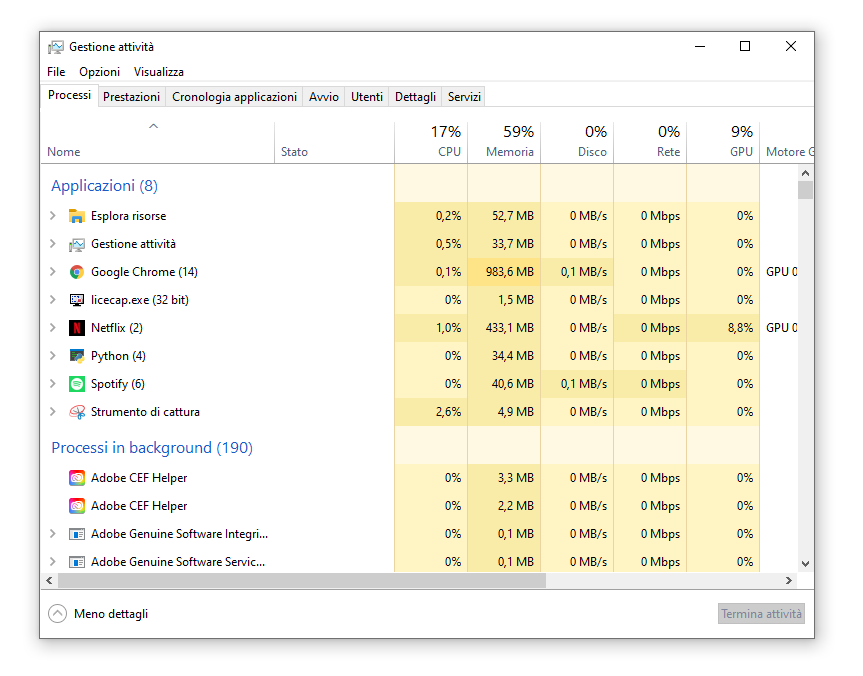 Gestione attività
File Opzioni Visualizza
Processi Prestazioni Cronologia applicazioni Avvio Utenti Dettagli Servizi
17% 59% 0% 0% 9%
Nome Stato CPU Memoria Disco Rete GPU Motore G
Applicazioni (8)
Esplora risorse 0,2% 52,7 MB 0 MB/s 0 Mbps 0%
Gestione attività 0,5% 33,7 MB 0 MB/s 0 Mbps 0%
Google Chrome (14) 0,1% 983,6 MB 0,1 MB/s 0 Mbps 0% GPU 0
licecap.exe (32 bit) 0% 1,5 MB 0 MB/s 0 Mbps 0%
N Netflix (2) 1,0% 433,1 MB 0 MB/s 0 Mbps 8,8% GPU 0
Python (4) 0% 34,4 MB 0 MB/s 0 Mbps 0%
Spotify (6) 0% 40,6 MB 0,1 MB/s 0 Mbps 0%
Strumento di cattura 2,6% 4,9 MB 0 MB/s 0 Mbps 0%
Processi in background (190)
Adobe CEF Helper 0% 3,3 MB 0 MB/s 0 Mbps 0%
Adobe CEF Helper 0% 2,2 MB 0 MB/s 0 Mbps 0%
Adobe Genuine Software Integri... 0% 0,1 MB 0 MB/s 0 Mbps 0%
Adobe Genuine Software Servic... 0% 0,1 MB 0 MB/s 0 Mbps 0%
Meno dettagli Termina attività